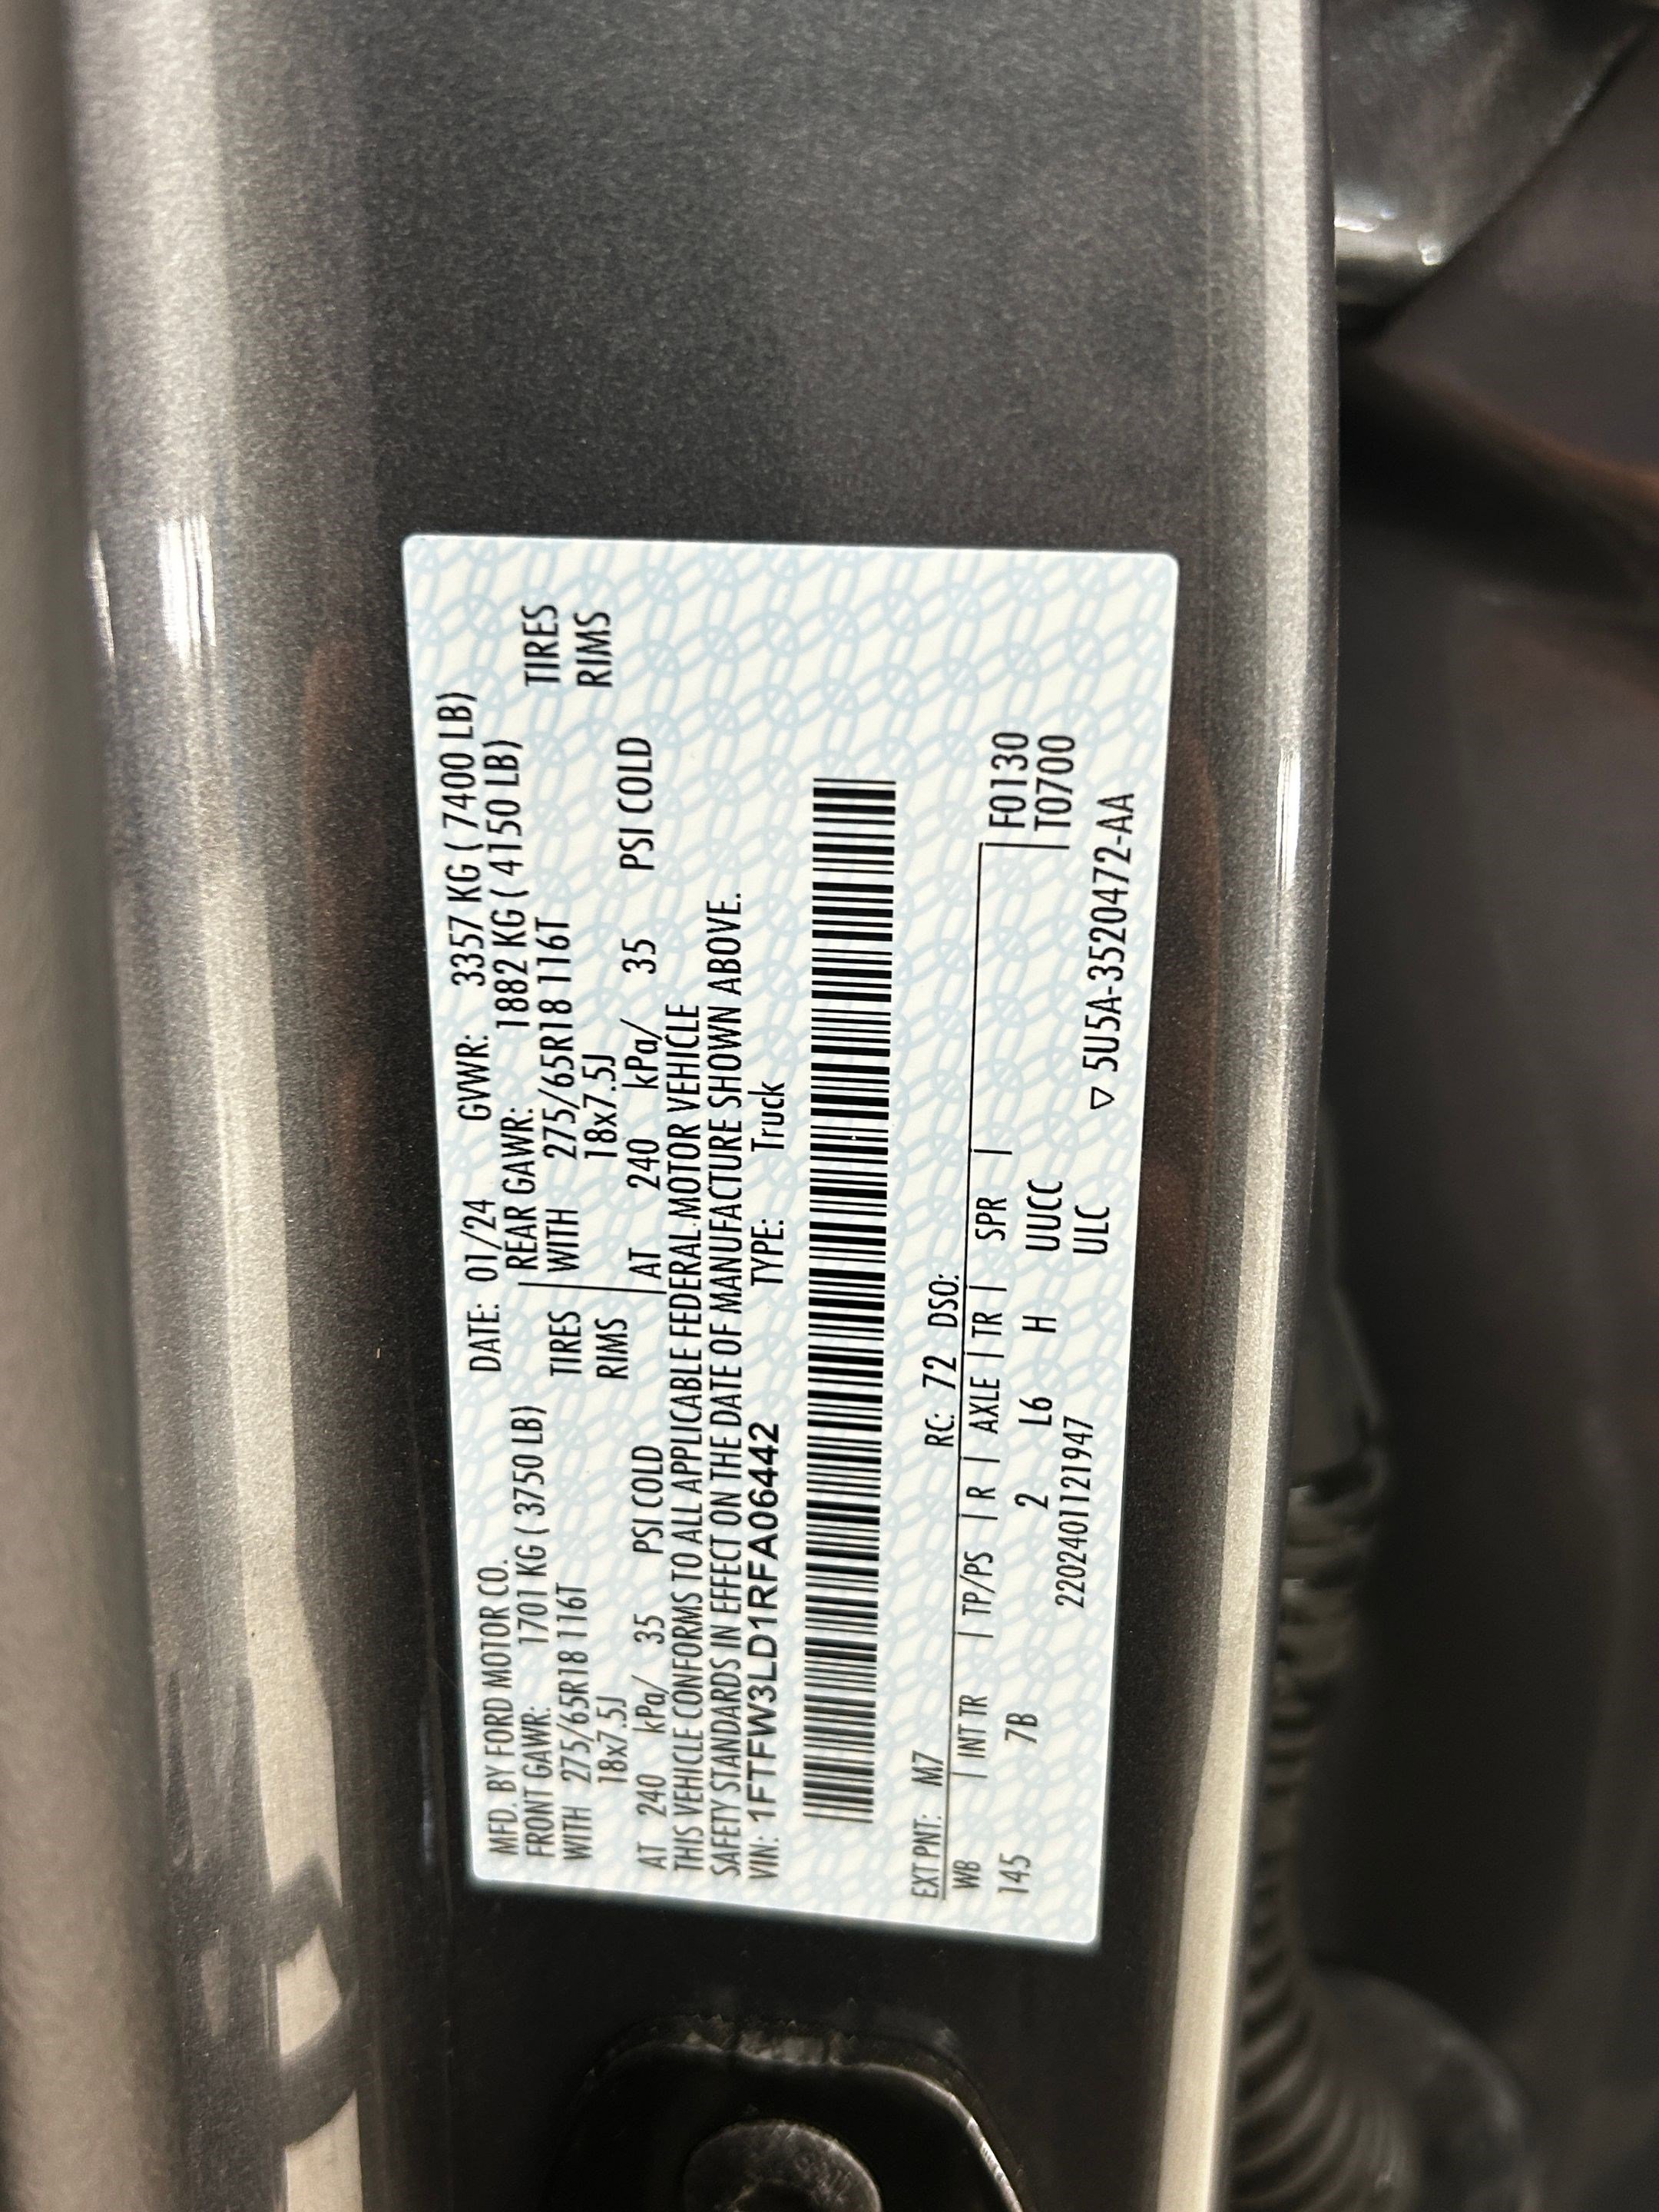 MFD. BY FORD MOTOR CO. DATE: 01/24 GVWR: 3357 KG ( 7400 LB)
FRONT GAWR: 1701 KG ( 3750 LB) REAR GAWR: 1882 KG ( 4150 LB)
WITH 275/65R18 116T TIRES WITH 275/65R18 116T TIRES
18x7.5J RIMS 18x7.5J RIMS
AT 240 kPa/ 35 PSI COLD AT 240 kPa/ 35 PSI COLD
THIS VEHICLE CONFORMS TO ALL APPLICABLE FEDERAL MOTOR VEHICLE
SAFETY STANDARDS IN EFFECT ON THE DATE OF MANUFACTURE SHOWN ABOVE.
VIN: 1FTFW3LD1RFA06442 TYPE: Truck
EXT PNT: M7 RC: 72 DSO:
WB | INT TR | TP/PS | R | AXLE | TR | SPR | F0130
145 7B 2 L6 H UUCC T0700
2202401121947 ULC
▽ 5U5A-3520472-AA